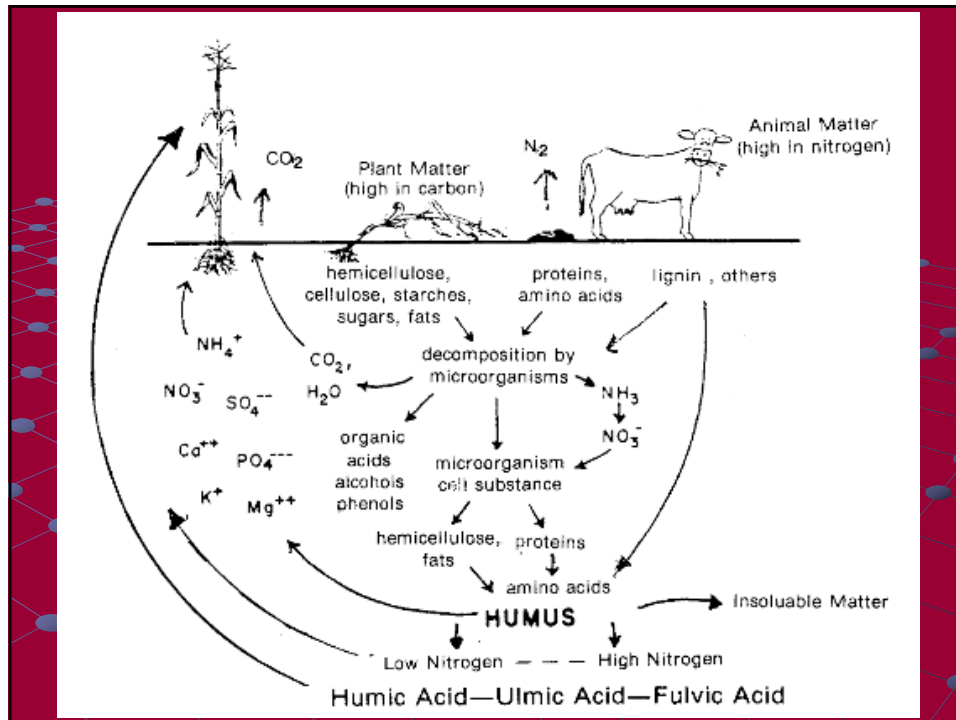 CO2
Plant Matter
(high in carbon)
N2
Animal Matter
(high in nitrogen)
hemicellulose,
cellulose, starches,
sugars, fats
proteins,
amino acids
lignin , others
NH4+
NO3-
SO4--
Ca++
PO4---
K+
Mg++
CO2,
H2O
decomposition by
microorganisms
NH3
NO3-
organic
acids
alcohols
phenols
microorganism
cell substance
hemicellulose,
fats
proteins
amino acids
HUMUS
Insoluable Matter
Low Nitrogen – – – High Nitrogen
Humic Acid—Ulmic Acid—Fulvic Acid